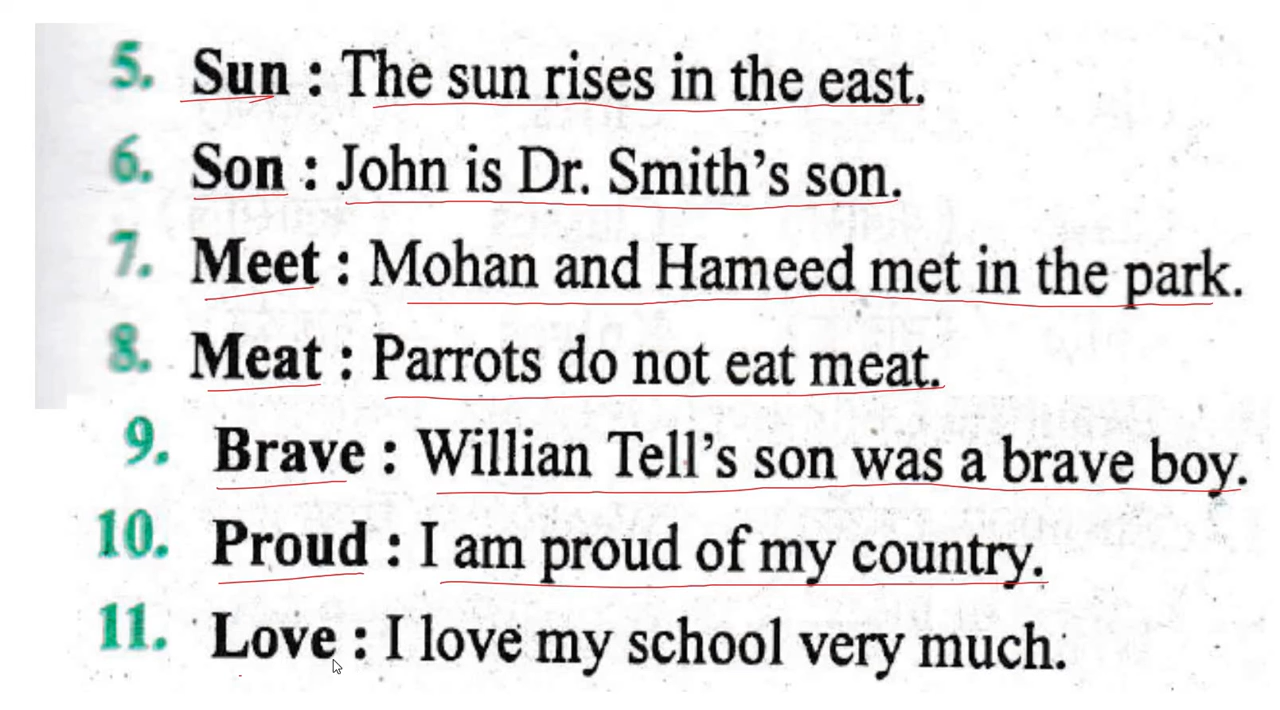 5. Sun : The sun rises in the east.
6. Son : John is Dr. Smith's son.
7. Meet : Mohan and Hameed met in the park.
8. Meat : Parrots do not eat meat.
9. Brave : Willian Tell's son was a brave boy.
10. Proud : I am proud of my country.
11. Love : I love my school very much.